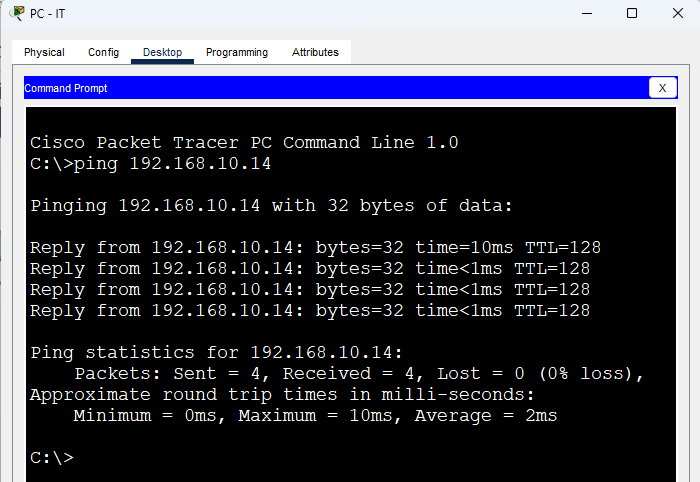 PC - IT
Physical Config Desktop Programming Attributes
Command Prompt X
Cisco Packet Tracer PC Command Line 1.0
C:\>ping 192.168.10.14
Pinging 192.168.10.14 with 32 bytes of data:
Reply from 192.168.10.14: bytes=32 time=10ms TTL=128
Reply from 192.168.10.14: bytes=32 time<1ms TTL=128
Reply from 192.168.10.14: bytes=32 time<1ms TTL=128
Reply from 192.168.10.14: bytes=32 time<1ms TTL=128
Ping statistics for 192.168.10.14:
Packets: Sent = 4, Received = 4, Lost = 0 (0% loss),
Approximate round trip times in milli-seconds:
Minimum = 0ms, Maximum = 10ms, Average = 2ms
C:\>